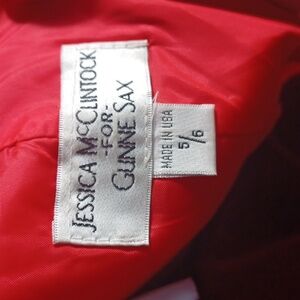 JESSICA McCLINTOCK
-FOR-
GUNNE SAX
MADE IN USA
5/6